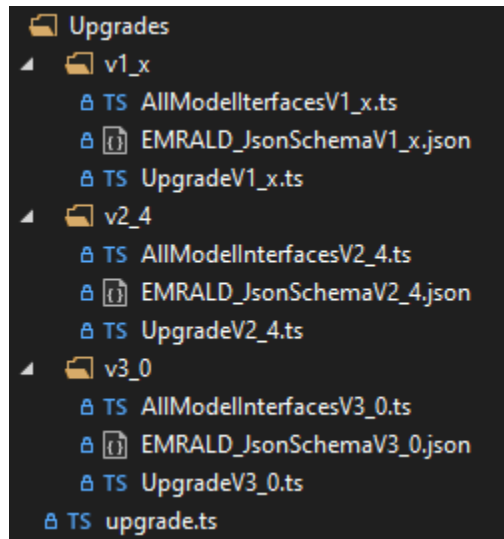 Upgrades
v1_x
TS AllModelIterfacesV1_x.ts
{} EMRALD_JsonSchemaV1_x.json
TS UpgradeV1_x.ts
v2_4
TS AllModelInterfacesV2_4.ts
{} EMRALD_JsonSchemaV2_4.json
TS UpgradeV2_4.ts
v3_0
TS AllModelInterfacesV3_0.ts
{} EMRALD_JsonSchemaV3_0.json
TS UpgradeV3_0.ts
TS upgrade.ts